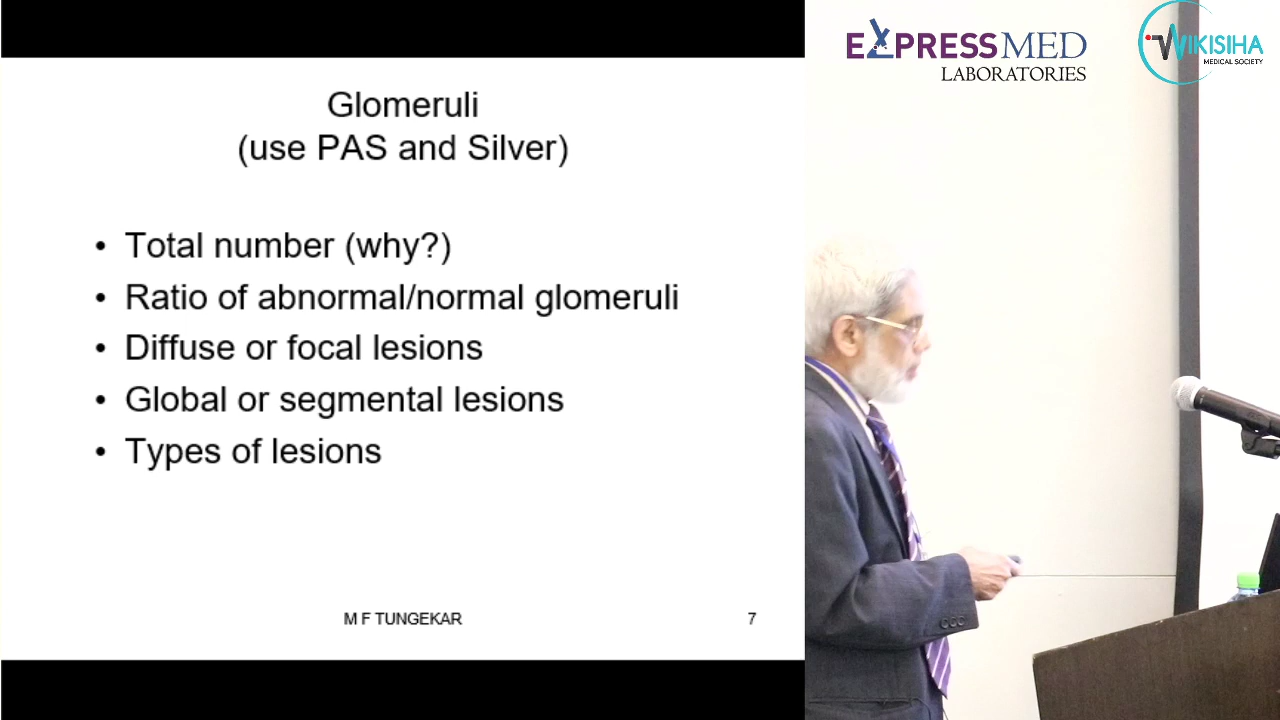 Glomeruli
(use PAS and Silver)
• Total number (why?)
• Ratio of abnormal/normal glomeruli
• Diffuse or focal lesions
• Global or segmental lesions
• Types of lesions
M F TUNGEKAR
7
EXPRESSMED
LABORATORIES
WIKISIHA
MEDICAL SOCIETY